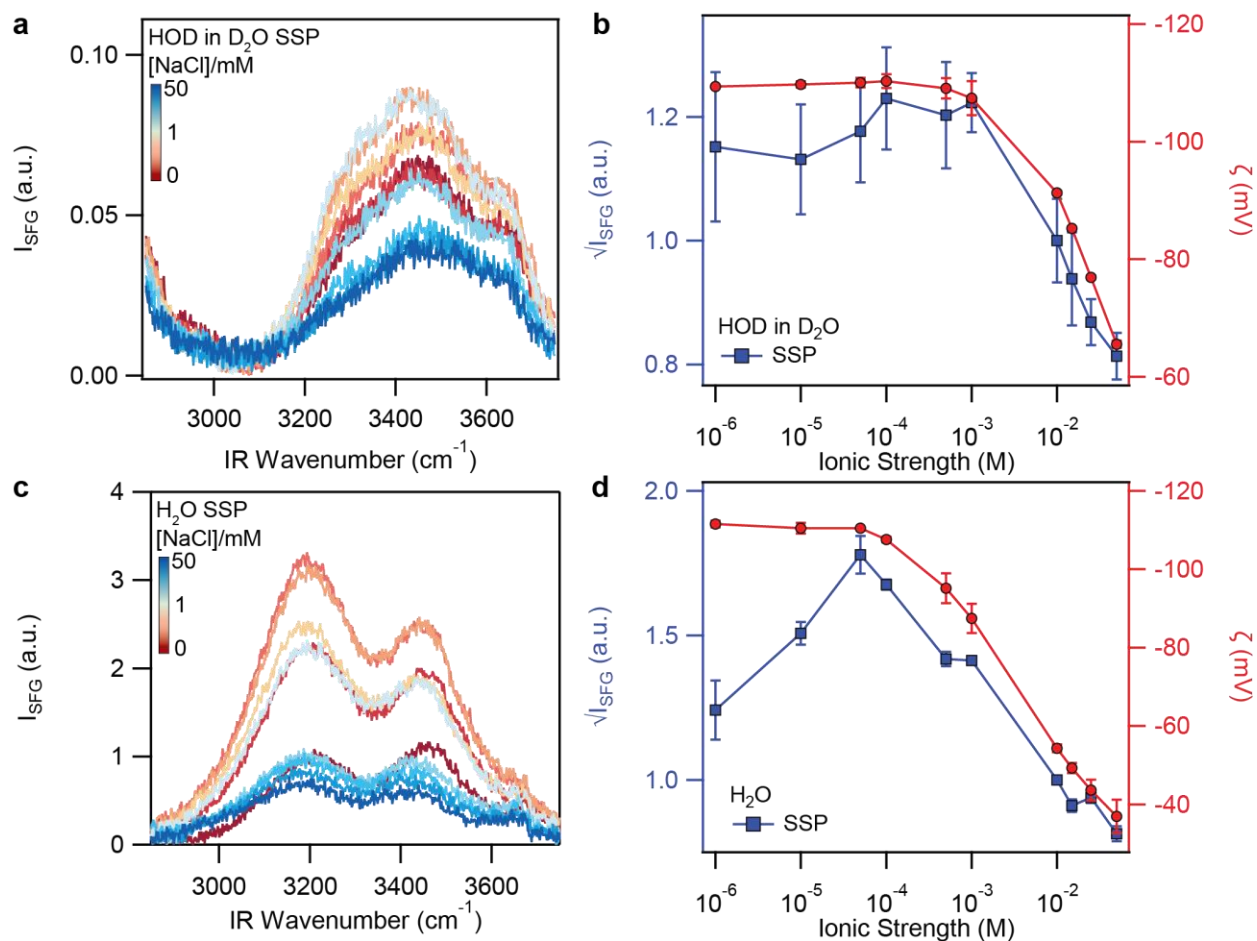 a
HOD in D₂O SSP
[NaCl]/mM
50
1
0
0.10
0.05
0.00
I_SFG (a.u.)
3000 3200 3400 3600
IR Wavenumber (cm⁻¹)
b
1.2
1.0
0.8
√I_SFG (a.u.)
-120
-100
-80
-60
ζ (mV)
HOD in D₂O
SSP
10⁻⁶ 10⁻⁵ 10⁻⁴ 10⁻³ 10⁻²
Ionic Strength (M)
c
H₂O SSP
[NaCl]/mM
50
1
0
4
3
2
1
0
I_SFG (a.u.)
3000 3200 3400 3600
IR Wavenumber (cm⁻¹)
d
2.0
1.5
1.0
√I_SFG (a.u.)
-120
-100
-80
-60
-40
ζ (mV)
H₂O
SSP
10⁻⁶ 10⁻⁵ 10⁻⁴ 10⁻³ 10⁻²
Ionic Strength (M)